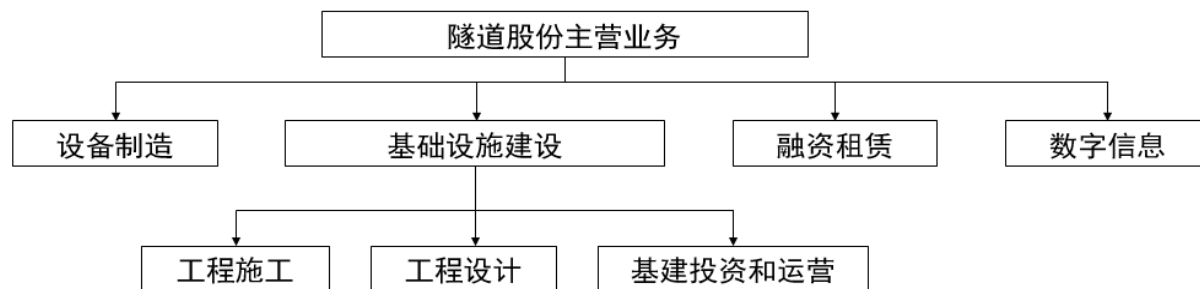 隧道股份主营业务
设备制造
基础设施建设
融资租赁
数字信息
工程施工
工程设计
基建投资和运营